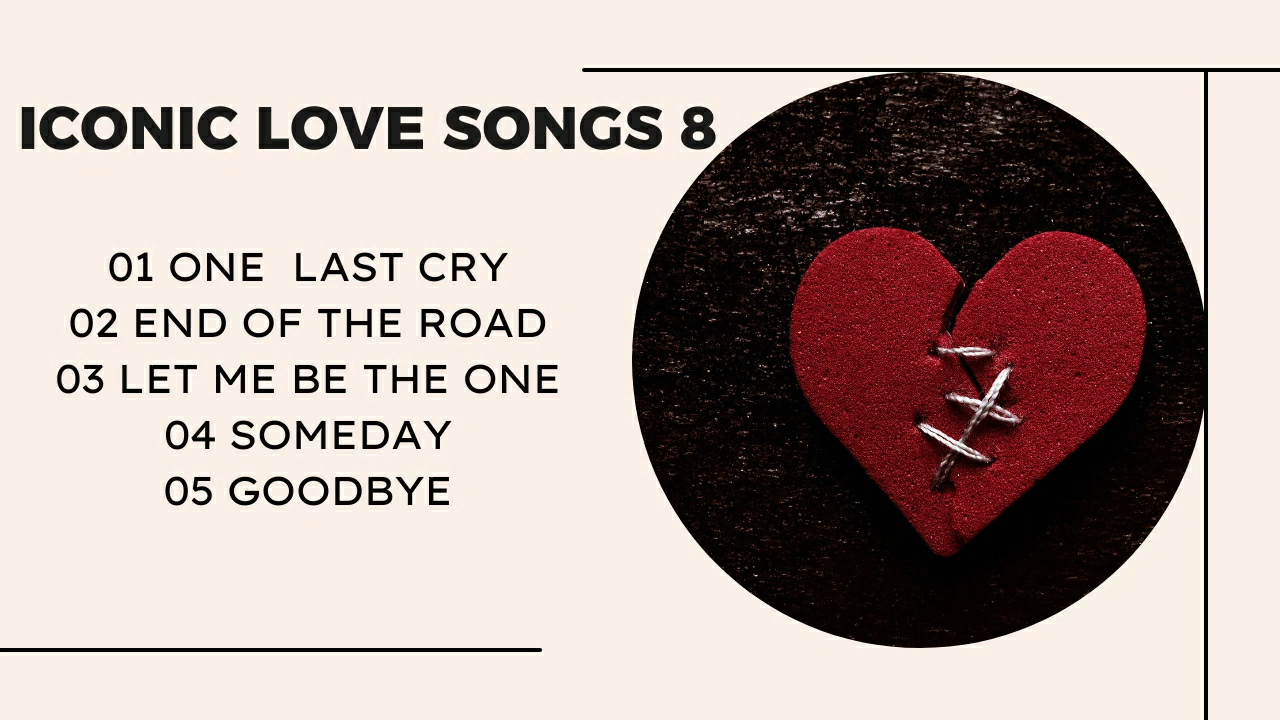 ICONIC LOVE SONGS 8
01 ONE  LAST CRY
02 END OF THE ROAD
03 LET ME BE THE ONE
04 SOMEDAY
05 GOODBYE